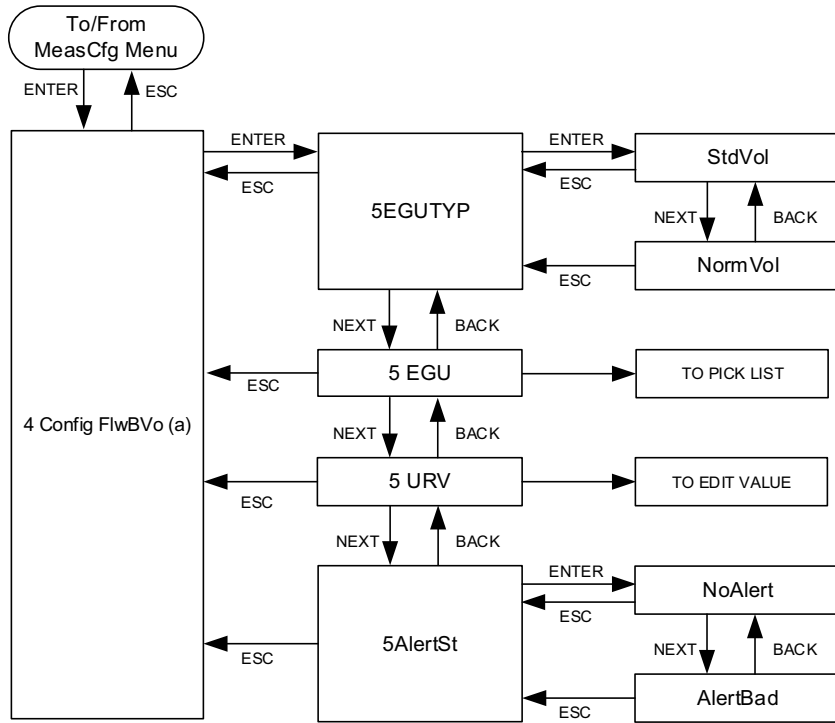 To/From
MeasCfg Menu
ENTER
ESC
ENTER
ESC
ENTER
ESC
StdVol
5EGUTYP
NEXT
BACK
ESC
NormVol
NEXT
BACK
ESC
5 EGU
TO PICK LIST
4 Config FlwBVo (a)
NEXT
BACK
ESC
5 URV
TO EDIT VALUE
NEXT
BACK
ENTER
ESC
NoAlert
5AlertSt
NEXT
BACK
ESC
ESC
AlertBad